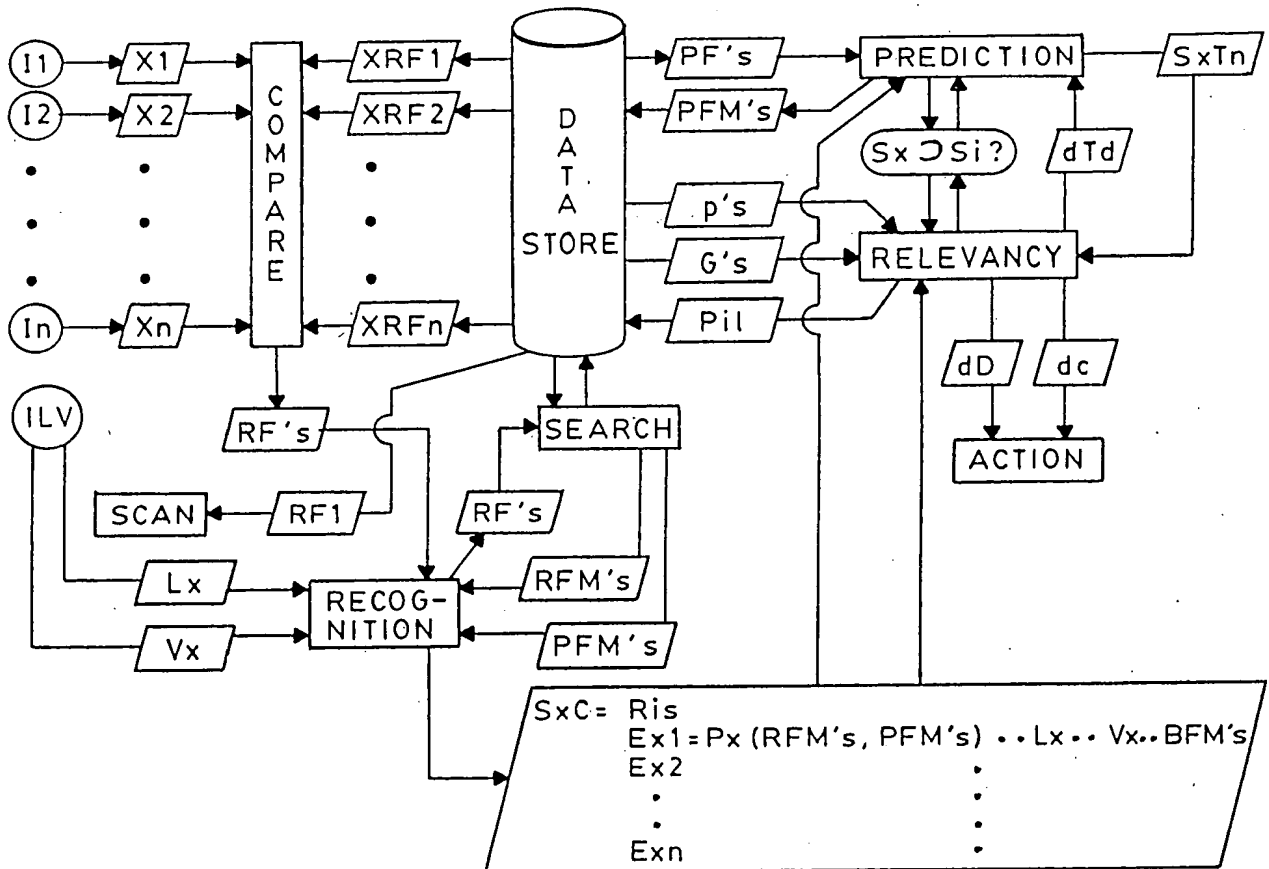 I1 X1 XRF1 PF's PREDICTION SxTn
I2 X2 XRF2 PFM's
COMPARE
DATA STORE
Sx⊃Si? dTd
p's
G's RELEVANCY
In Xn XRFn Pil
dD dc
ILV RF's SEARCH
ACTION
SCAN RF1 RF's
Lx RECOG-NITION RFM's
Vx PFM's
SxC= Ris
Ex1=Px(RFM's, PFM's) ··Lx·· Vx··BFM's
Ex2
Exn